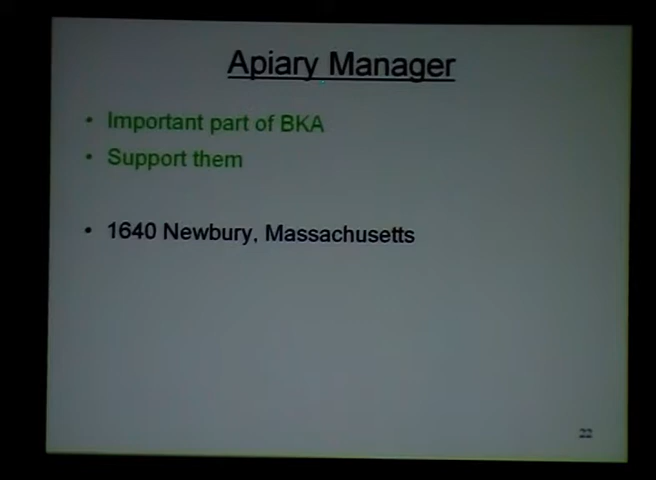 Apiary Manager
• Important part of BKA
• Support them
• 1640 Newbury, Massachusetts
22